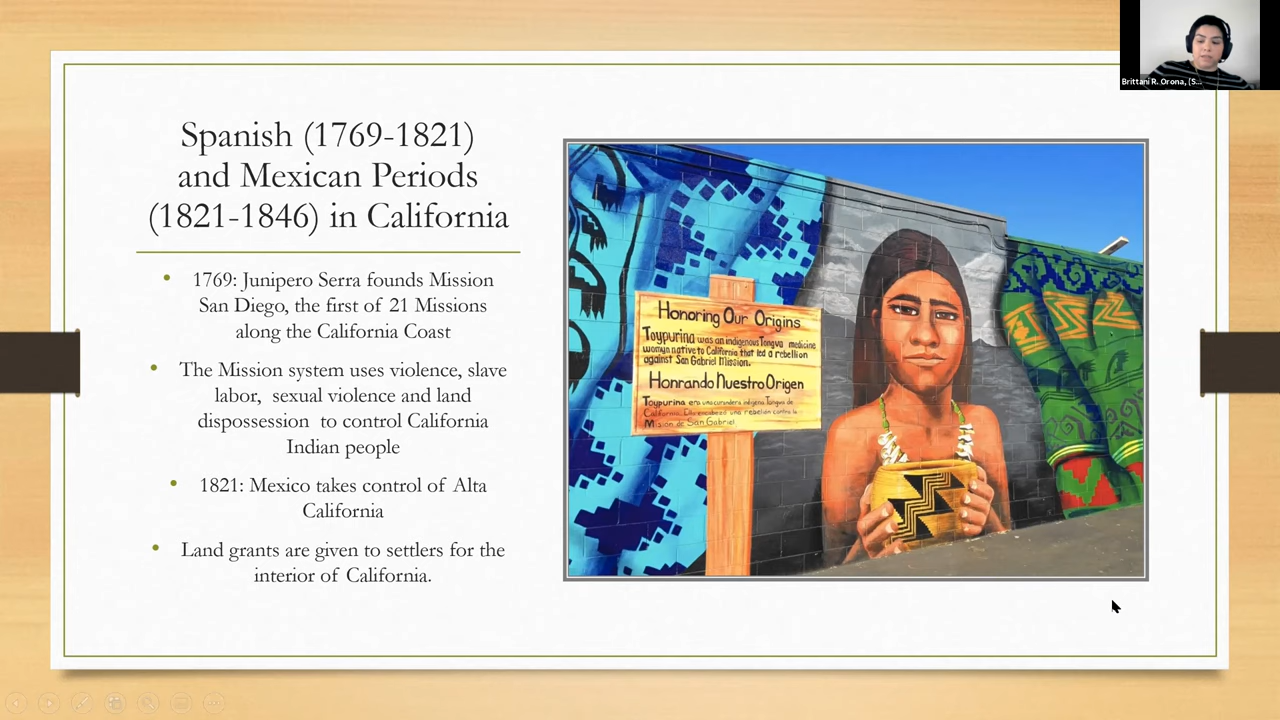 Spanish (1769-1821)
and Mexican Periods
(1821-1846) in California
• 1769: Junipero Serra founds Mission
San Diego, the first of 21 Missions
along the California Coast
• The Mission system uses violence, slave
labor, sexual violence and land
dispossession to control California
Indian people
• 1821: Mexico takes control of Alta
California
• Land grants are given to settlers for the
interior of California.
Honoring Our Origins
Toypurina was an indigenous Tongva medicine
womyn native to California that led a rebellion
against San Gabriel Mission.
Honrando Nuestro Origen
Toypurina era una curandera indígena Tongva de
California. Ella encabezó una rebelión contra la
Misión de San Gabriel.
Brittani R. Orona, (S...